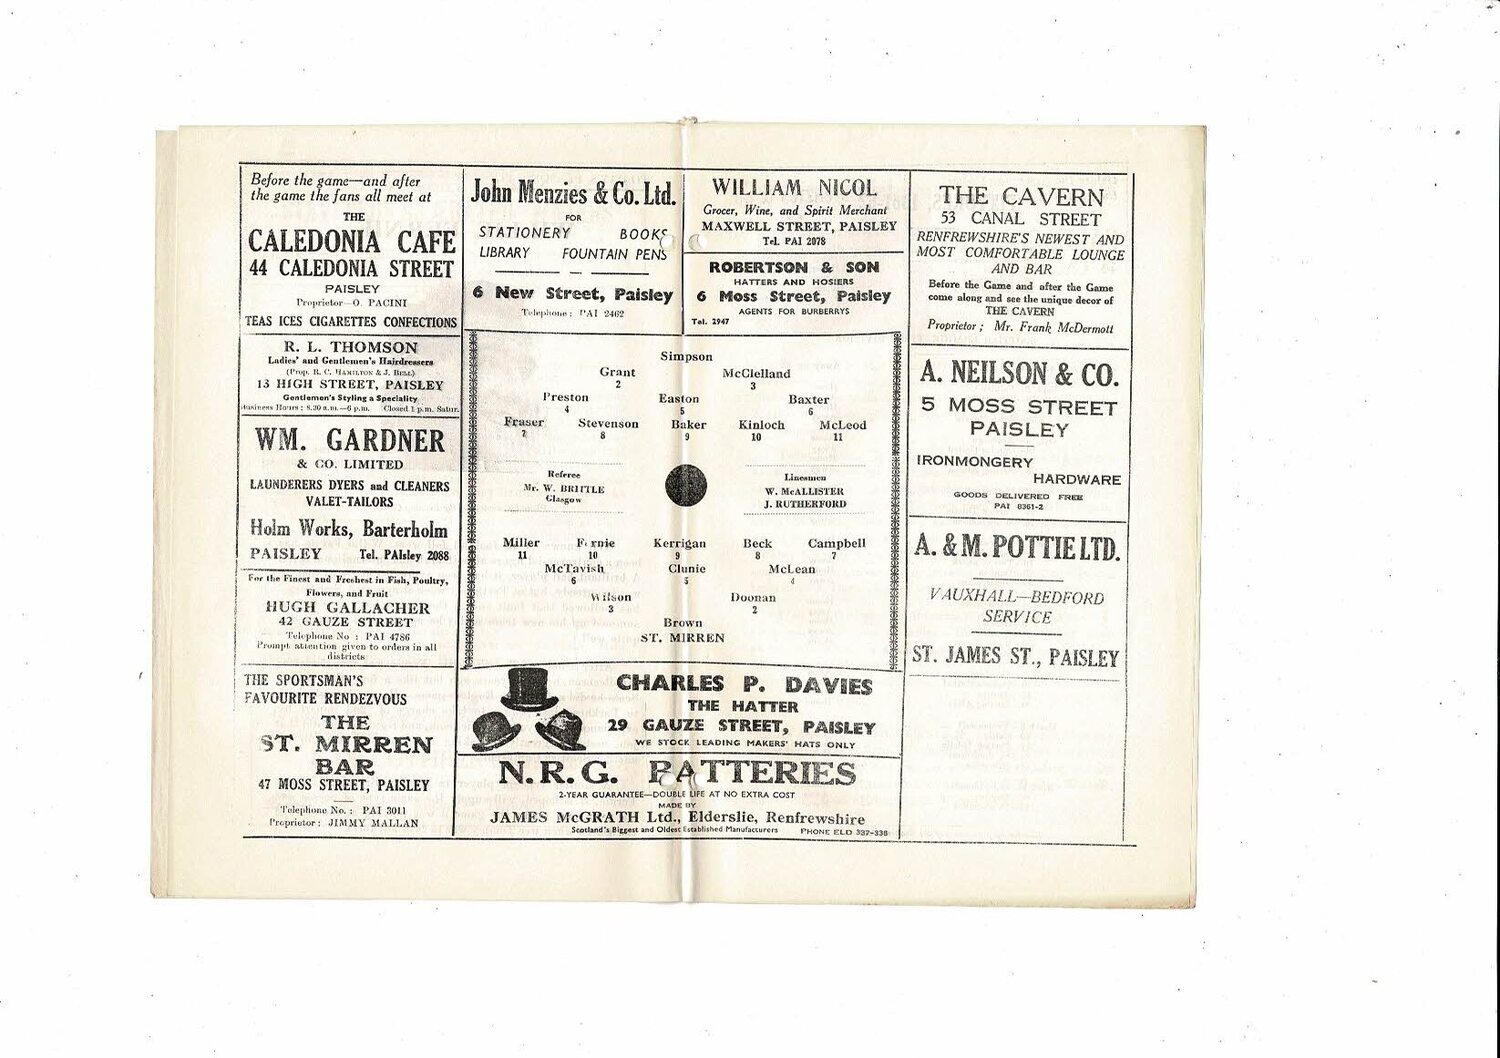 Before the game—and after
the game the fans all meet at
THE
CALEDONIA CAFE
44 CALEDONIA STREET
PAISLEY
Proprietor—O. PACINI
TEAS ICES CIGARETTES CONFECTIONS
R. L. THOMSON
Ladies' and Gentlemen's Hairdressers
(Prop. R. C. HAMILTON & J. BELL)
13 HIGH STREET, PAISLEY
Gentlemen's Styling a Speciality
Business Hours : 8.30 a.m.—6 p.m. Closed 1 p.m. Satur.
WM. GARDNER
& CO. LIMITED
LAUNDERERS DYERS and CLEANERS
VALET-TAILORS
Holm Works, Barterholm
PAISLEY Tel. PAIsley 2088
For the Finest and Freshest in Fish, Poultry,
Flowers, and Fruit
HUGH GALLACHER
42 GAUZE STREET
Telephone No : PAI 4786
Prompt attention given to orders in all
districts
THE SPORTSMAN'S
FAVOURITE RENDEZVOUS
THE
ST. MIRREN
BAR
47 MOSS STREET, PAISLEY
Telephone No. : PAI 3011
Proprietor : JIMMY MALLAN
John Menzies & Co. Ltd.
FOR
STATIONERY BOOKS
LIBRARY FOUNTAIN PENS
6 New Street, Paisley
Telephone : PAI 2462
WILLIAM NICOL
Grocer, Wine, and Spirit Merchant
MAXWELL STREET, PAISLEY
Tel. PAI 2078
ROBERTSON & SON
HATTERS AND HOSIERS
6 Moss Street, Paisley
AGENTS FOR BURBERRYS
Tel. 2947
Simpson
Grant McClelland
2 3
Preston Easton Baxter
4 5 6
Fraser Stevenson Baker Kinloch McLeod
7 8 9 10 11
Referee
Mr. W. BRITTLE
Glasgow
Linesmen
W. McALLISTER
J. RUTHERFORD
Miller Fernie Kerrigan Beck Campbell
11 10 9 8 7
McTavish Clunie McLean
6 5 4
Wilson Doonan
3 2
Brown
ST. MIRREN
CHARLES P. DAVIES
THE HATTER
29 GAUZE STREET, PAISLEY
WE STOCK LEADING MAKERS' HATS ONLY
N.R.G. BATTERIES
2-YEAR GUARANTEE—DOUBLE LIFE AT NO EXTRA COST
MADE BY
JAMES McGRATH Ltd., Elderslie, Renfrewshire
Scotland's Biggest and Oldest Established Manufacturers PHONE ELD 337-338
THE CAVERN
53 CANAL STREET
RENFREWSHIRE'S NEWEST AND
MOST COMFORTABLE LOUNGE
AND BAR
Before the Game and after the Game
come along and see the unique decor of
THE CAVERN
Proprietor ; Mr. Frank McDermott
A. NEILSON & CO.
5 MOSS STREET
PAISLEY
IRONMONGERY
HARDWARE
GOODS DELIVERED FREE
PAI 8361-2
A. & M. POTTIE LTD.
VAUXHALL—BEDFORD
SERVICE
ST. JAMES ST., PAISLEY